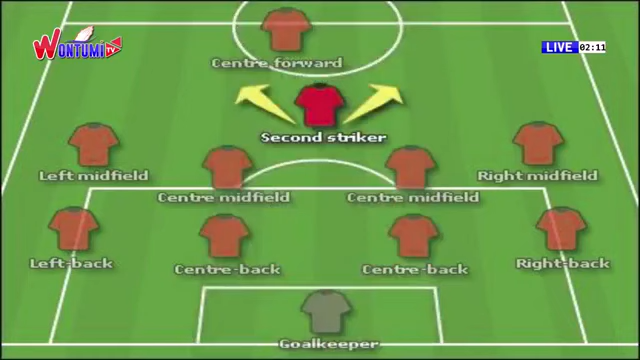 WONTUMI TV
LIVE 02:11
Centre forward
Second striker
Left midfield
Right midfield
Centre midfield
Centre midfield
Left-back
Centre-back
Centre-back
Right-back
Goalkeeper